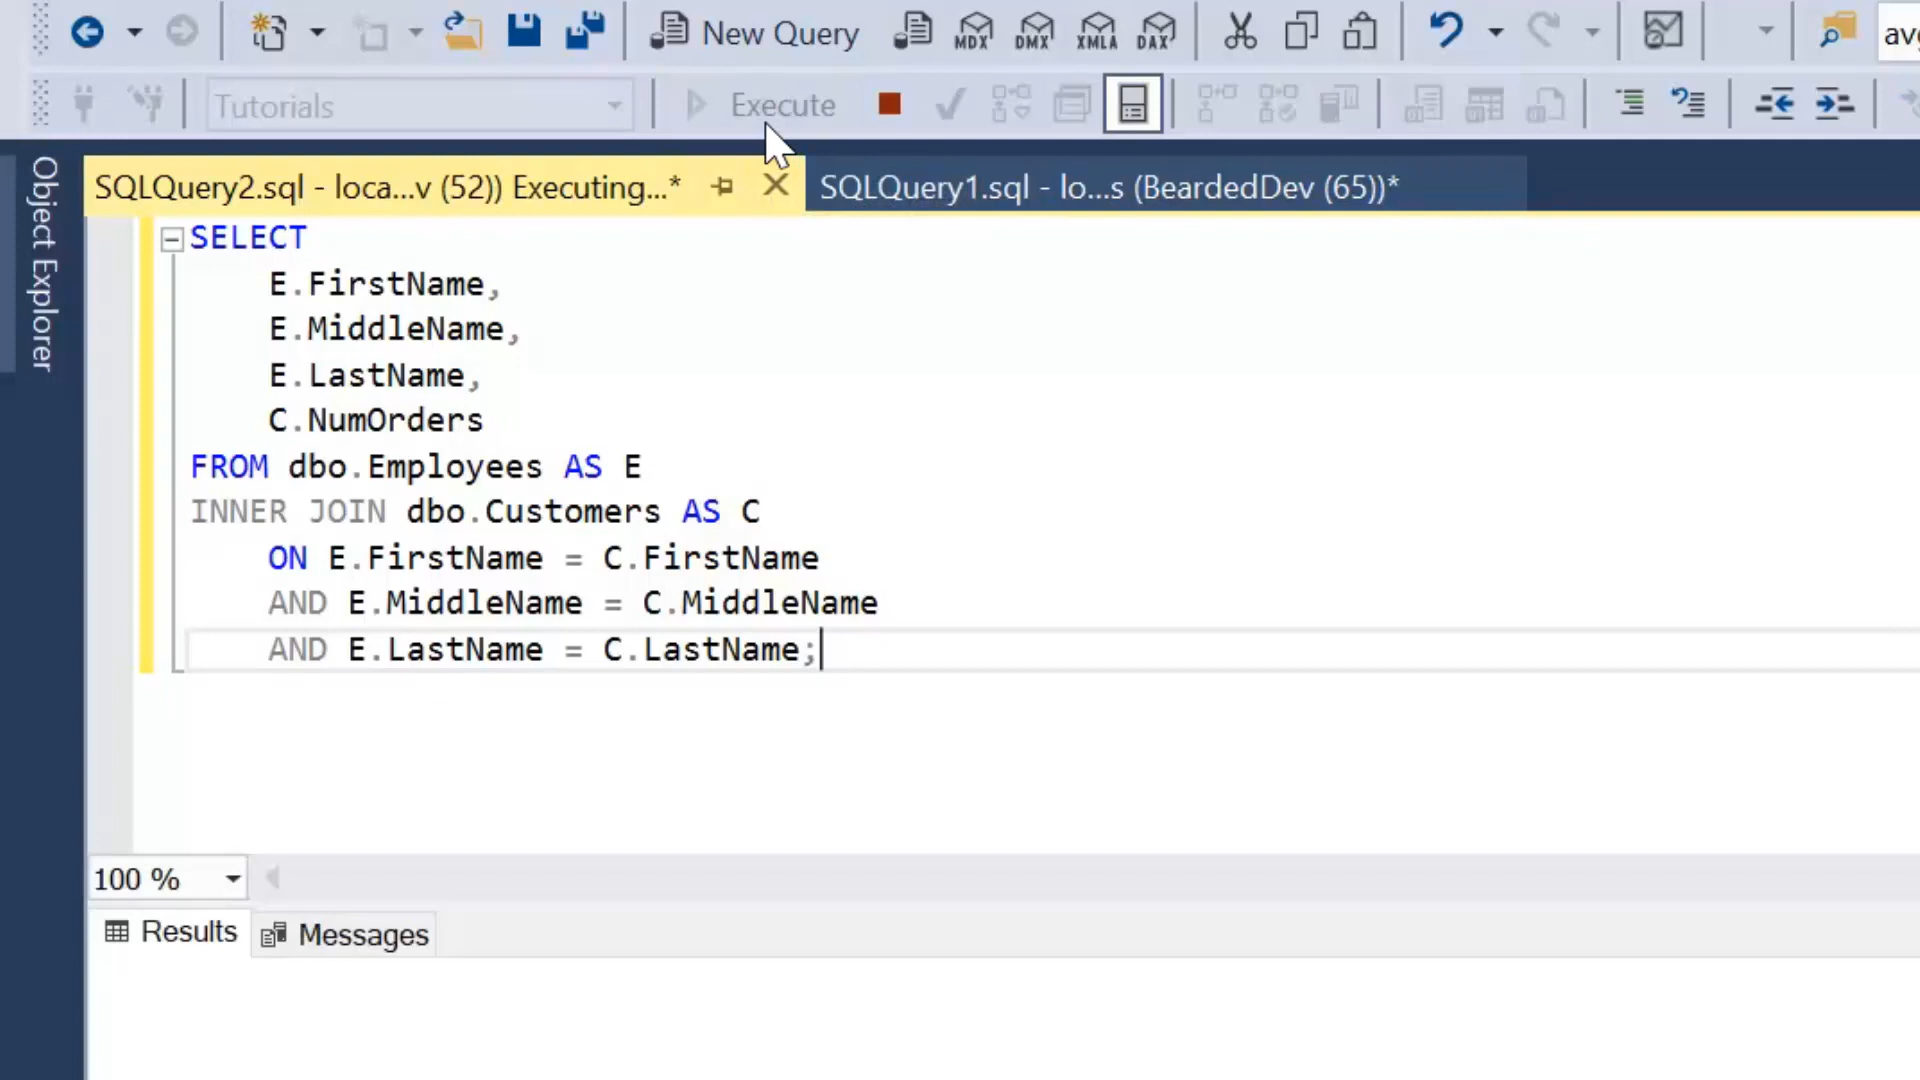 New Query MDX DMX XMLA DAX
Tutorials Execute
Object Explorer
SQLQuery2.sql - loca...v (52)) Executing...* SQLQuery1.sql - lo...s (BeardedDev (65))*
SELECT
E.FirstName,
E.MiddleName,
E.LastName,
C.NumOrders
FROM dbo.Employees AS E
INNER JOIN dbo.Customers AS C
ON E.FirstName = C.FirstName
AND E.MiddleName = C.MiddleName
AND E.LastName = C.LastName;
100 %
Results Messages